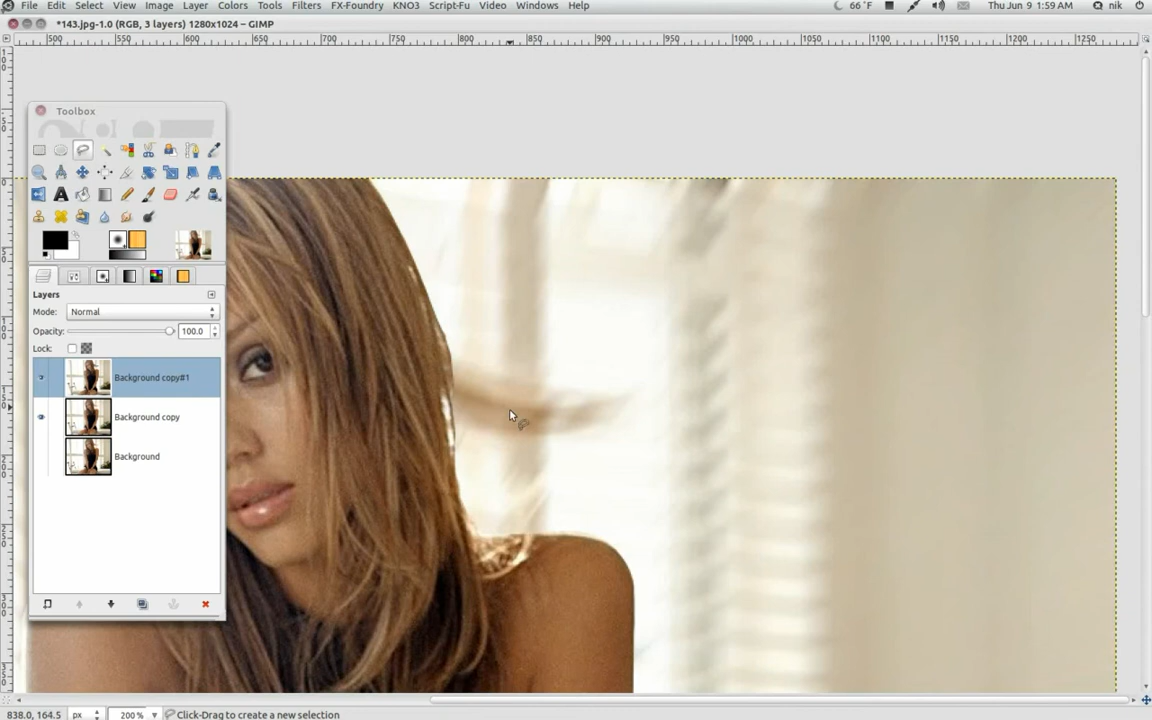 File Edit Select View Image Layer Colors Tools Filters FX-Foundry KNO3 Script-Fu Video Windows Help 66 °F Thu Jun 9 1:59 AM nik
*143.jpg-1.0 (RGB, 3 layers) 1280x1024 – GIMP
500 550 600 650 700 750 800 850 900 950 1000 1050 1100 1150 1200 1250
Toolbox
Layers
Mode: Normal
Opacity: 100.0
Lock:
Background copy#1
Background copy
Background
838.0, 164.5 px 200% Click-Drag to create a new selection